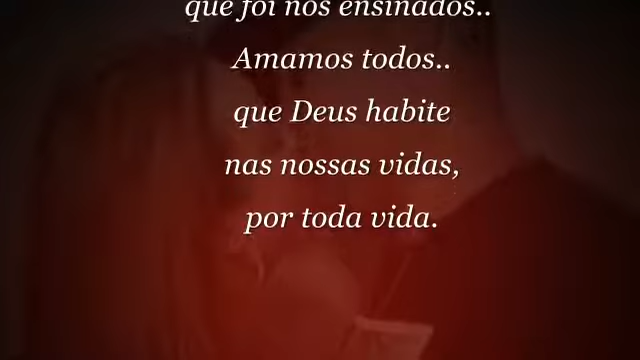 que foi nos ensinados..
Amamos todos..
que Deus habite
nas nossas vidas,
por toda vida.